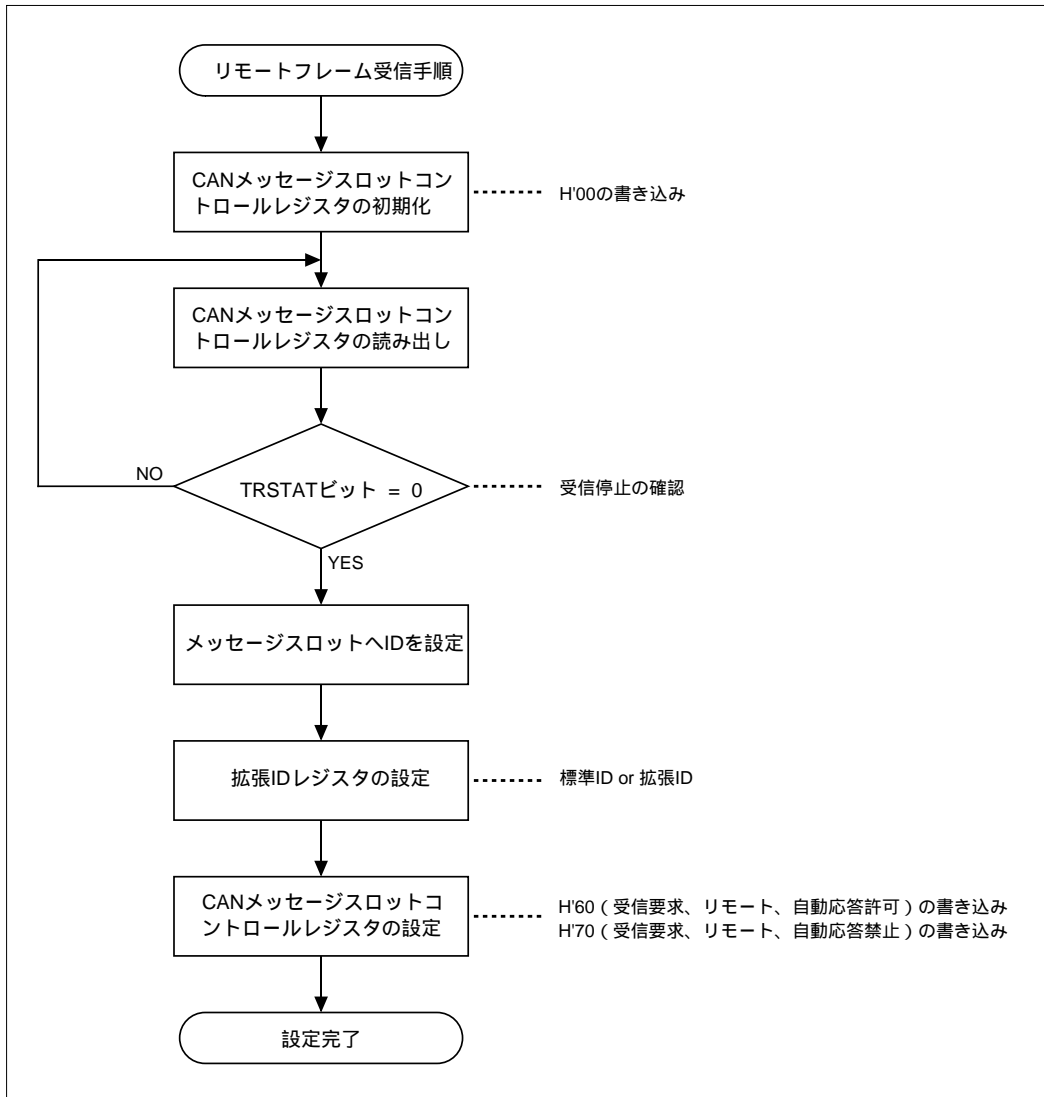 リモートフレーム受信手順
CANメッセージスロットコン
トロールレジスタの初期化
H'00の書き込み
CANメッセージスロットコン
トロールレジスタの読み出し
NO
TRSTATビット = 0
受信停止の確認
YES
メッセージスロットへIDを設定
拡張IDレジスタの設定
標準ID or 拡張ID
CANメッセージスロットコ
ントロールレジスタの設定
H'60（受信要求、リモート、自動応答許可）の書き込み
H'70（受信要求、リモート、自動応答禁止）の書き込み
設定完了